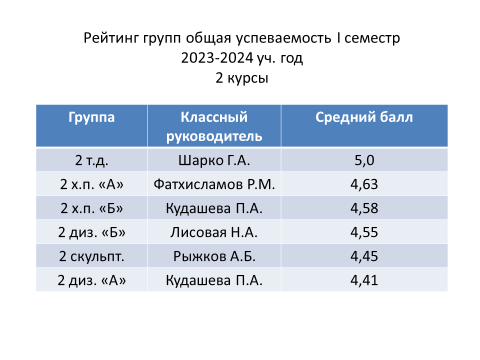 Рейтинг групп общая успеваемость I семестр
2023-2024 уч. год
2 курсы
Группа Классный руководитель Средний балл
2 т.д. Шарко Г.А. 5,0
2 х.п. «А» Фатхисламов Р.М. 4,63
2 х.п. «Б» Кудашева П.А. 4,58
2 диз. «Б» Лисовая Н.А. 4,55
2 скульпт. Рыжков А.Б. 4,45
2 диз. «А» Кудашева П.А. 4,41